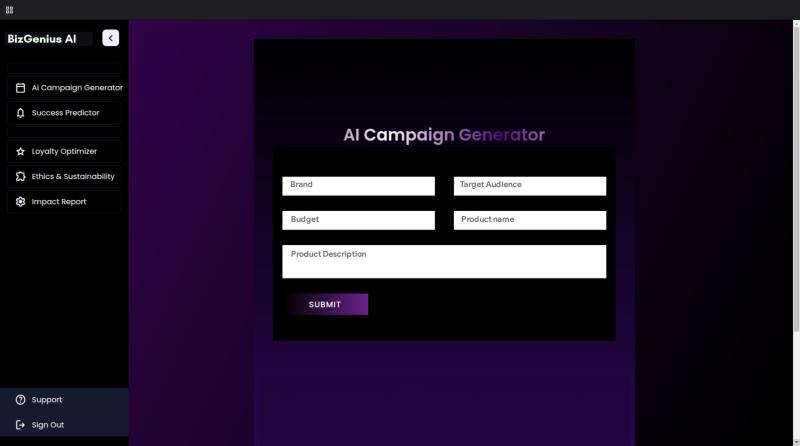 BizGenius AI
Ai Campaign Generator
Success Predictor
Loyalty Optimizer
Ethics & Sustainability
Impact Report
Support
Sign Out
AI Campaign Generator
Brand
Target Audience
Budget
Product name
Product Description
SUBMIT